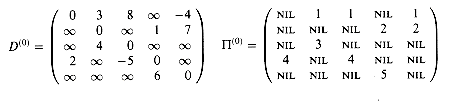 D(0) = ( 0 3 8 ∞ -4 ) Π(0) = ( NIL 1 1 NIL 1 )
∞ 0 ∞ 1 7 NIL NIL NIL 2 2
∞ 4 0 ∞ ∞ NIL 3 NIL NIL NIL
2 ∞ -5 0 ∞ 4 NIL 4 NIL NIL
∞ ∞ ∞ 6 0 NIL NIL NIL 5 NIL